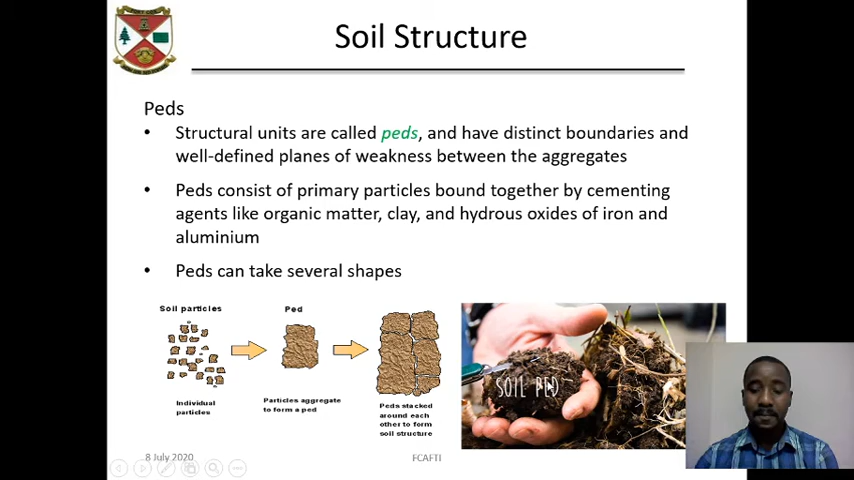 Soil Structure
Peds
• Structural units are called peds, and have distinct boundaries and
well-defined planes of weakness between the aggregates
• Peds consist of primary particles bound together by cementing
agents like organic matter, clay, and hydrous oxides of iron and
aluminium
• Peds can take several shapes
Soil particles
Ped
Individual
particles
Particles aggregate
to form a ped
Peds stacked
around each
other to form
soil structure
SOIL PED
8 July 2020
FCAFTI